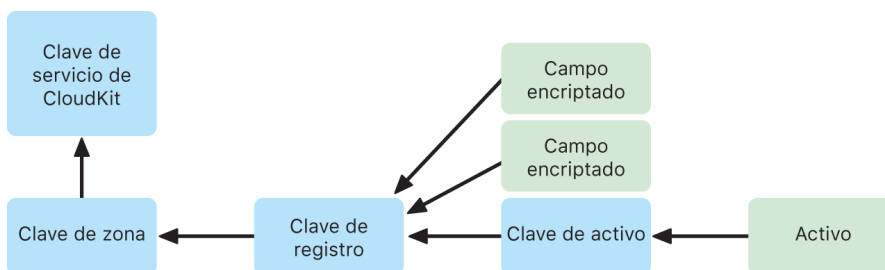 Clave de
servicio de
CloudKit
Campo
encriptado
Campo
encriptado
Clave de zona
Clave de
registro
Clave de activo
Activo